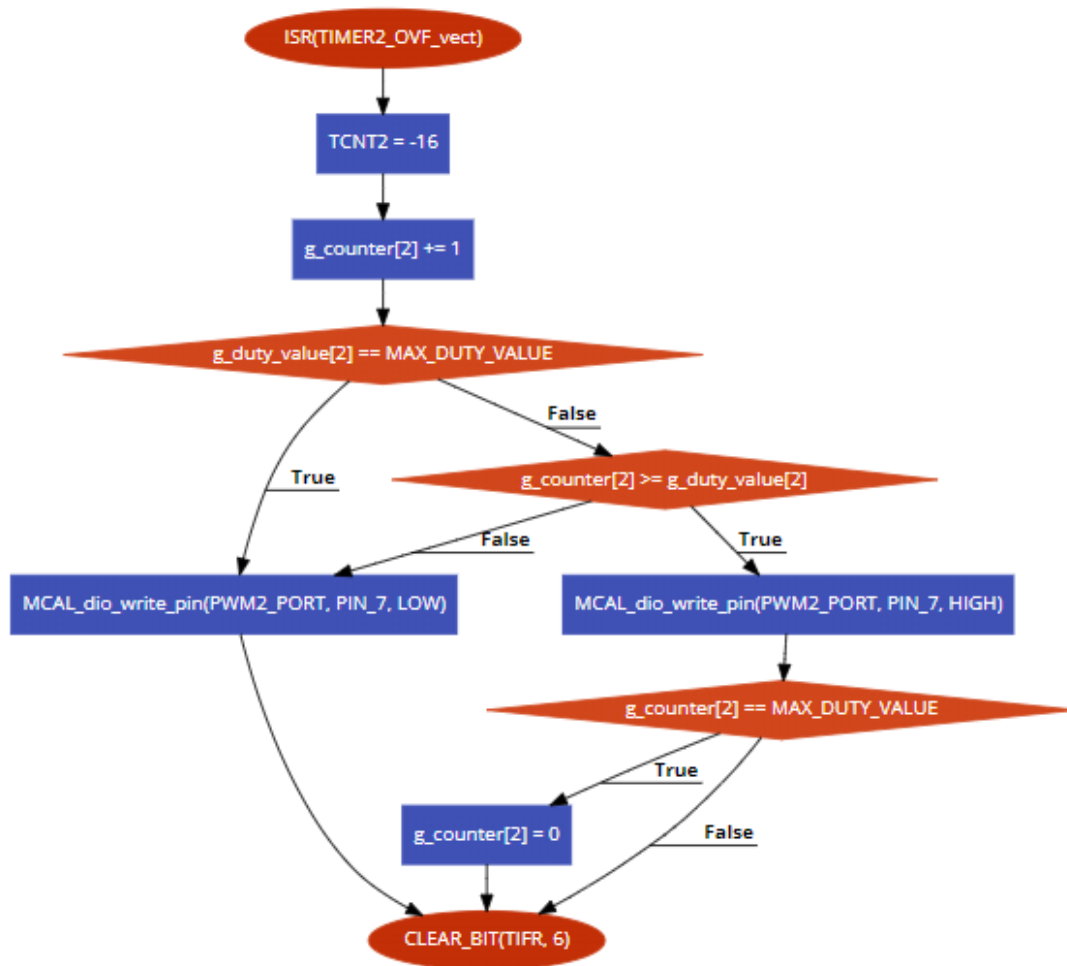 ISR(TIMER2_OVF_vect)
TCNT2 = -16
g_counter[2] += 1
g_duty_value[2] == MAX_DUTY_VALUE
False
True
g_counter[2] >= g_duty_value[2]
False
True
MCAL_dio_write_pin(PWM2_PORT, PIN_7, LOW)
MCAL_dio_write_pin(PWM2_PORT, PIN_7, HIGH)
g_counter[2] == MAX_DUTY_VALUE
True
False
g_counter[2] = 0
CLEAR_BIT(TIFR, 6)